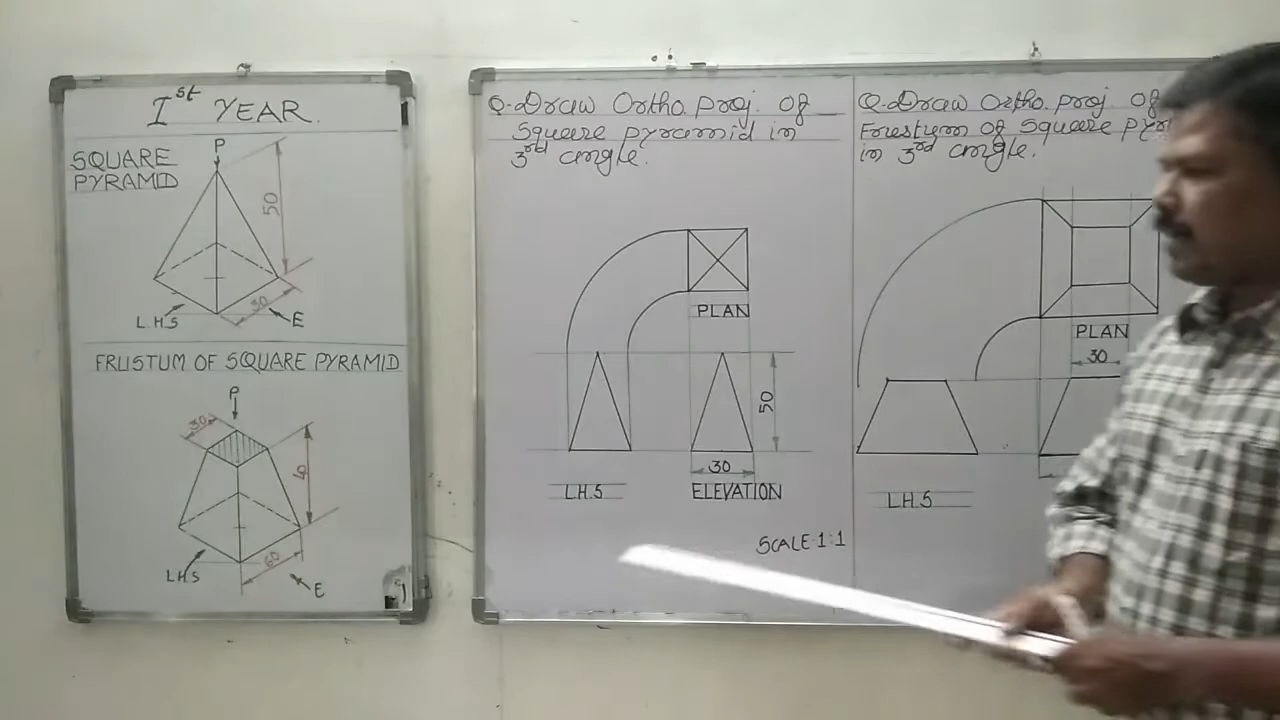 Ist YEAR.
SQUARE
PYRAMID
P
50
30
L.H.S
E
FRUSTUM OF SQUARE PYRAMID
P
30
40
60
LH.S
E
Q. Draw Ortho. proj. of
Square pyramid in
3rd angle.
PLAN
50
30
L.H.S
ELEVATION
SCALE 1:1
Q. Draw Ortho. proj. of
Frustum of Square
in 3rd angle.
PLAN
30
L.H.S